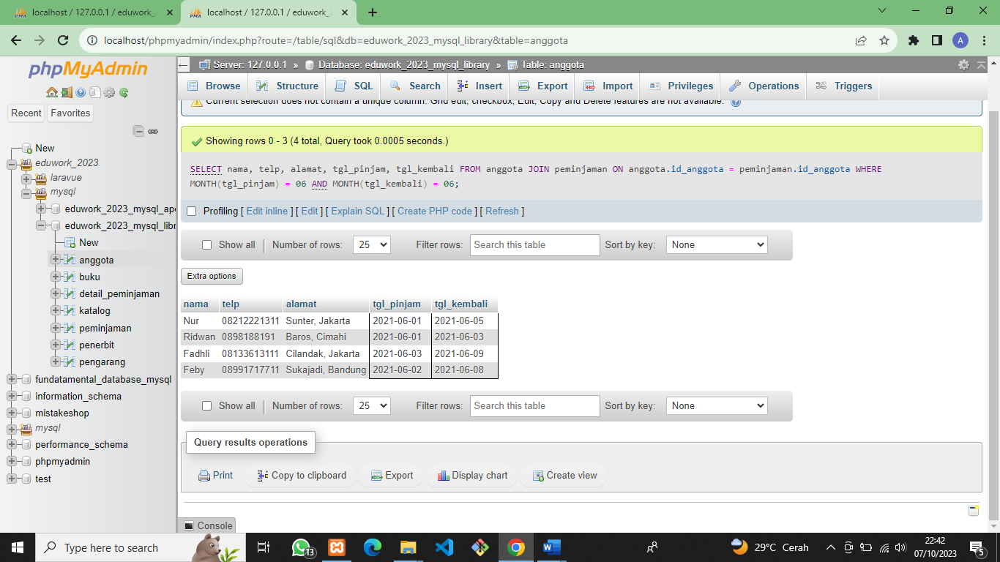 localhost / 127.0.0.1 / eduwork_2
localhost / 127.0.0.1 / eduwork_2
localhost/phpmyadmin/index.php?route=/table/sql&db=eduwork_2023_mysql_library&table=anggota
A
phpMyAdmin
Recent Favorites
New
eduwork_2023
laravue
mysql
eduwork_2023_mysql_ape
eduwork_2023_mysql_libr
New
anggota
buku
detail_peminjaman
katalog
peminjaman
penerbit
pengarang
fundatamental_database_mysql
information_schema
mistakeshop
mysql
performance_schema
phpmyadmin
test
Server: 127.0.0.1 » Database: eduwork_2023_mysql_library » Table: anggota
Browse Structure SQL Search Insert Export Import Privileges Operations Triggers
Current selection does not contain a unique column. Grid edit, checkbox, Edit, Copy and Delete features are not available.
Showing rows 0 - 3 (4 total, Query took 0.0005 seconds.)
SELECT nama, telp, alamat, tgl_pinjam, tgl_kembali FROM anggota JOIN peminjaman ON anggota.id_anggota = peminjaman.id_anggota WHERE
MONTH(tgl_pinjam) = 06 AND MONTH(tgl_kembali) = 06;
Profiling [ Edit inline ] [ Edit ] [ Explain SQL ] [ Create PHP code ] [ Refresh ]
Show all Number of rows: 25 Filter rows: Search this table Sort by key: None
Extra options
nama telp alamat tgl_pinjam tgl_kembali
Nur 08212221311 Sunter, Jakarta 2021-06-01 2021-06-05
Ridwan 0898188191 Baros, Cimahi 2021-06-01 2021-06-03
Fadhli 08133613111 Cilandak, Jakarta 2021-06-03 2021-06-09
Feby 08991717711 Sukajadi, Bandung 2021-06-02 2021-06-08
Show all Number of rows: 25 Filter rows: Search this table Sort by key: None
Query results operations
Print Copy to clipboard Export Display chart Create view
Console
Type here to search
13
29°C Cerah
22:42
07/10/2023
5